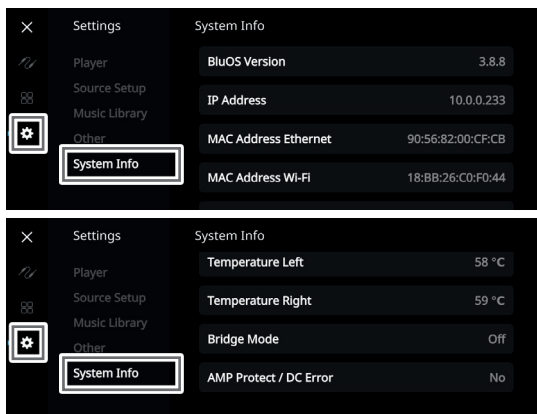 Settings
System Info
Player
Source Setup
Music Library
Other
System Info
BluOS Version 3.8.8
IP Address 10.0.0.233
MAC Address Ethernet 90:56:82:00:CF:CB
MAC Address Wi-Fi 18:BB:26:C0:F0:44
Settings
System Info
Player
Source Setup
Music Library
Other
System Info
Temperature Left 58 °C
Temperature Right 59 °C
Bridge Mode Off
AMP Protect / DC Error No